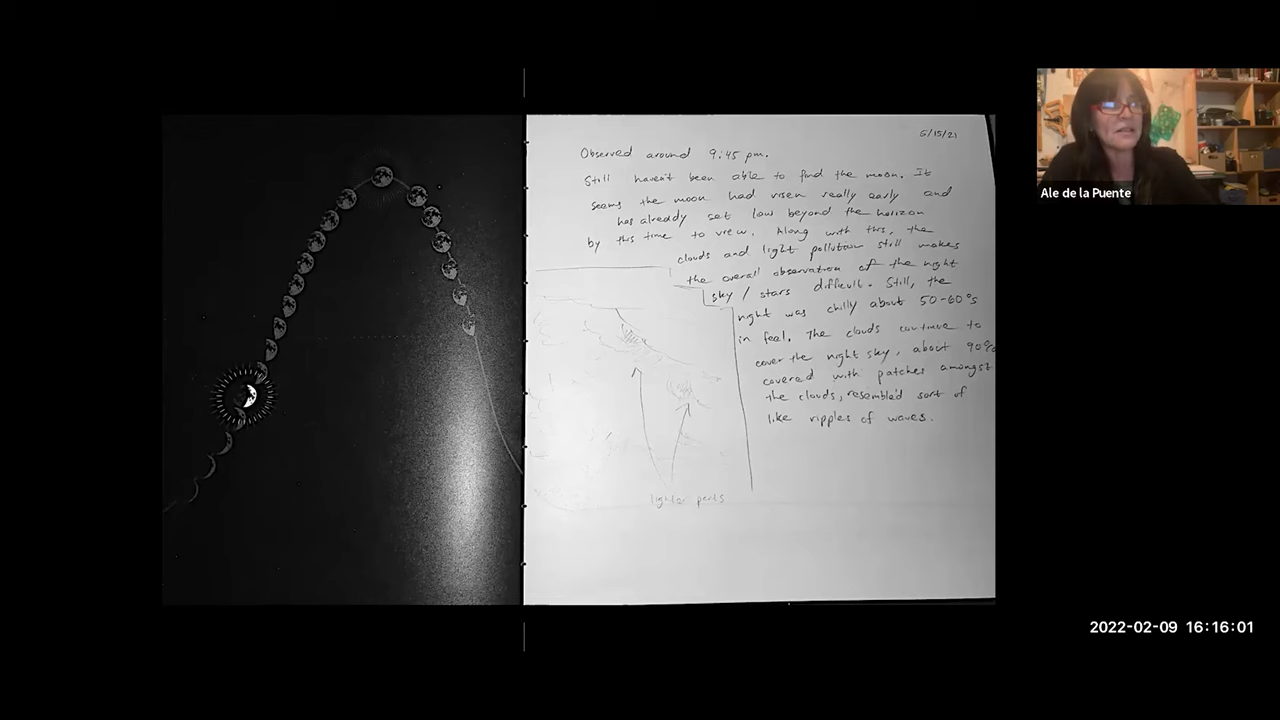 5/15/21
Observed around 9:45 pm.
Still haven't been able to find the moon. It
seems the moon had risen really early and
has already set low beyond the horizon
by this time to view. Along with this, the
clouds and light pollution still makes
the overall observation of the night
sky / stars difficult. Still, the
night was chilly about 50-60°s
in feel. The clouds continue to
cover the night sky, about 90%
covered with patches amongst
the clouds, resembled sort of
like ripples of waves.
lighter parts
Ale de la Puente
2022-02-09 16:16:01